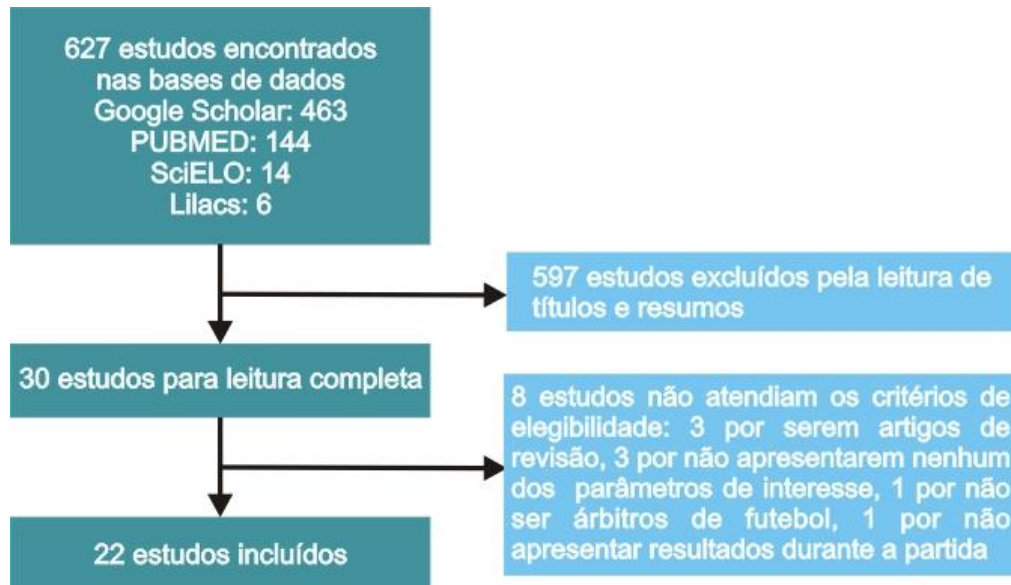 627 estudos encontrados
nas bases de dados
Google Scholar: 463
PUBMED: 144
SciELO: 14
Lilacs: 6
597 estudos excluídos pela leitura de
títulos e resumos
30 estudos para leitura completa
8 estudos não atendiam os critérios de
elegibilidade: 3 por serem artigos de
revisão, 3 por não apresentarem nenhum
dos parâmetros de interesse, 1 por não
ser árbitros de futebol, 1 por não
apresentar resultados durante a partida
22 estudos incluídos